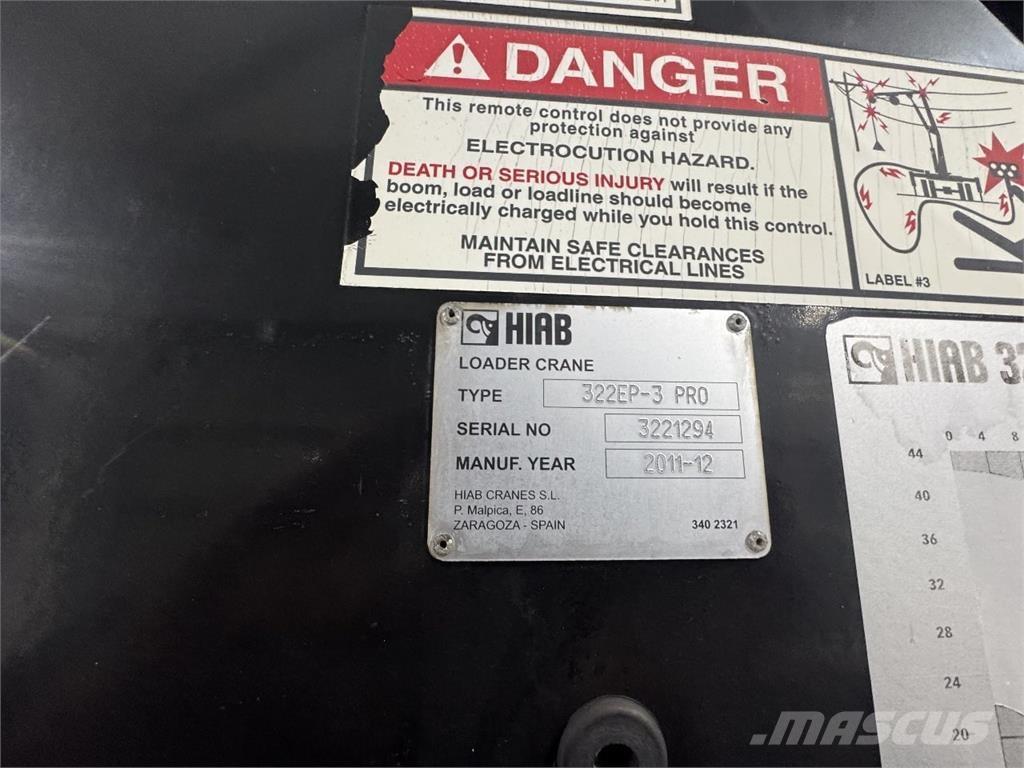 DANGER
This remote control does not provide any
protection against
ELECTROCUTION HAZARD.
DEATH OR SERIOUS INJURY will result if the
boom, load or loadline should become
electrically charged while you hold this control.
MAINTAIN SAFE CLEARANCES
FROM ELECTRICAL LINES
LABEL #3
HIAB
LOADER CRANE
TYPE 322EP-3 PRO
SERIAL NO 3221294
MANUF. YEAR 2011-12
HIAB CRANES S.L.
P. Malpica, E, 86
ZARAGOZA - SPAIN 340 2321
HIAB 32
0 4 8
44
40
36
32
28
24
20
MASCUS